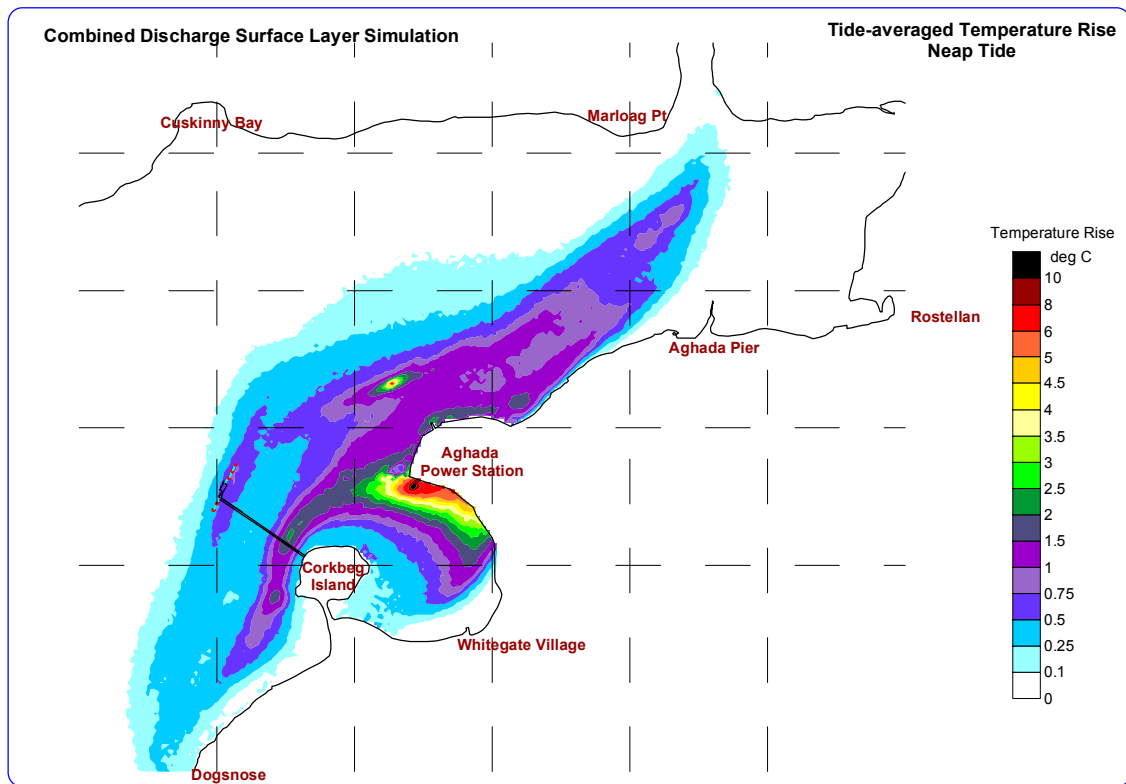 Combined Discharge Surface Layer Simulation
Tide-averaged Temperature Rise
Neap Tide
Cuskinny Bay
Marloag Pt
Temperature Rise
deg C
10
8
6
5
4.5
4
3.5
3
2.5
2
1.5
1
0.75
0.5
0.25
0.1
0
Rostellan
Aghada Pier
Aghada
Power Station
Corkbeg
Island
Whitegate Village
Dogsnose